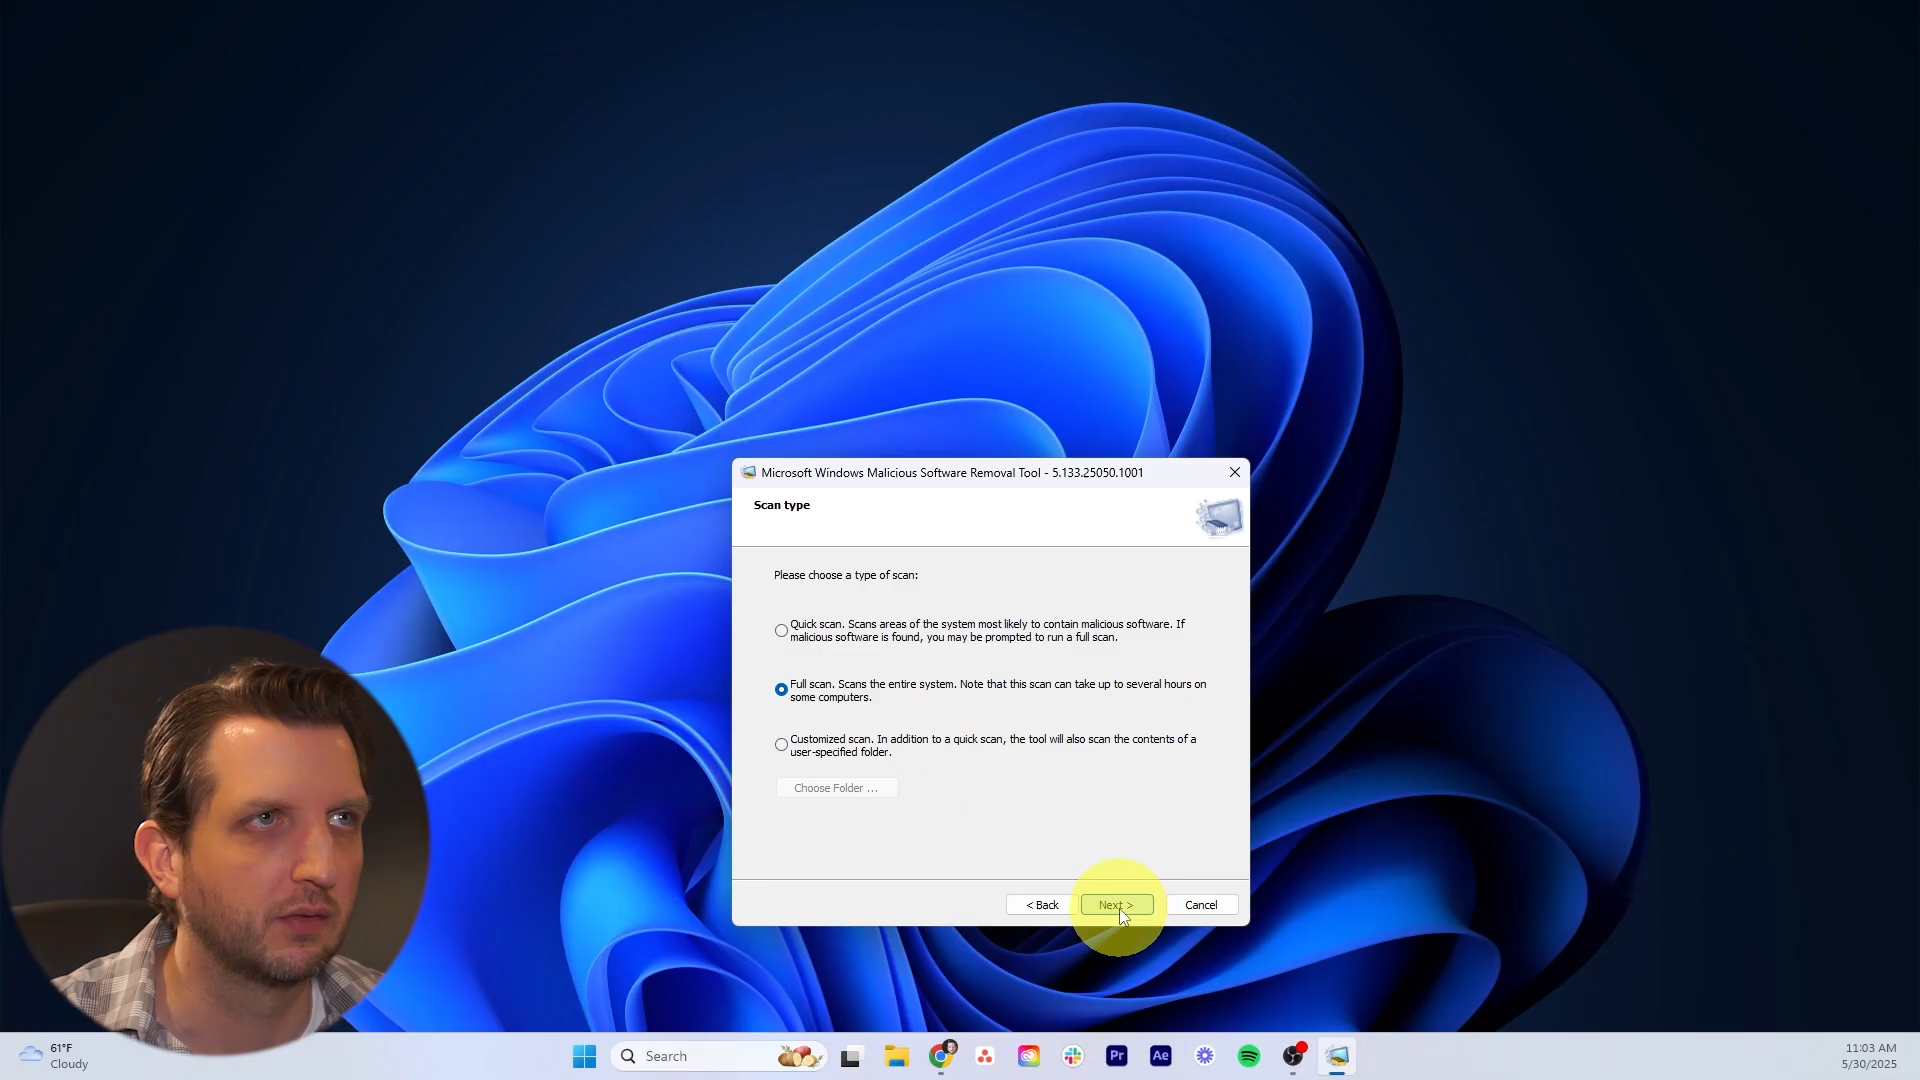 Microsoft Windows Malicious Software Removal Tool - 5.133.25050.1001
Scan type
Please choose a type of scan:
Quick scan. Scans areas of the system most likely to contain malicious software. If
malicious software is found, you may be prompted to run a full scan.
Full scan. Scans the entire system. Note that this scan can take up to several hours on
some computers.
Customized scan. In addition to a quick scan, the tool will also scan the contents of a
user-specified folder.
Choose Folder ...
< Back
Next >
Cancel
61°F
Cloudy
Search
Pr
Ae
11:03 AM
5/30/2025